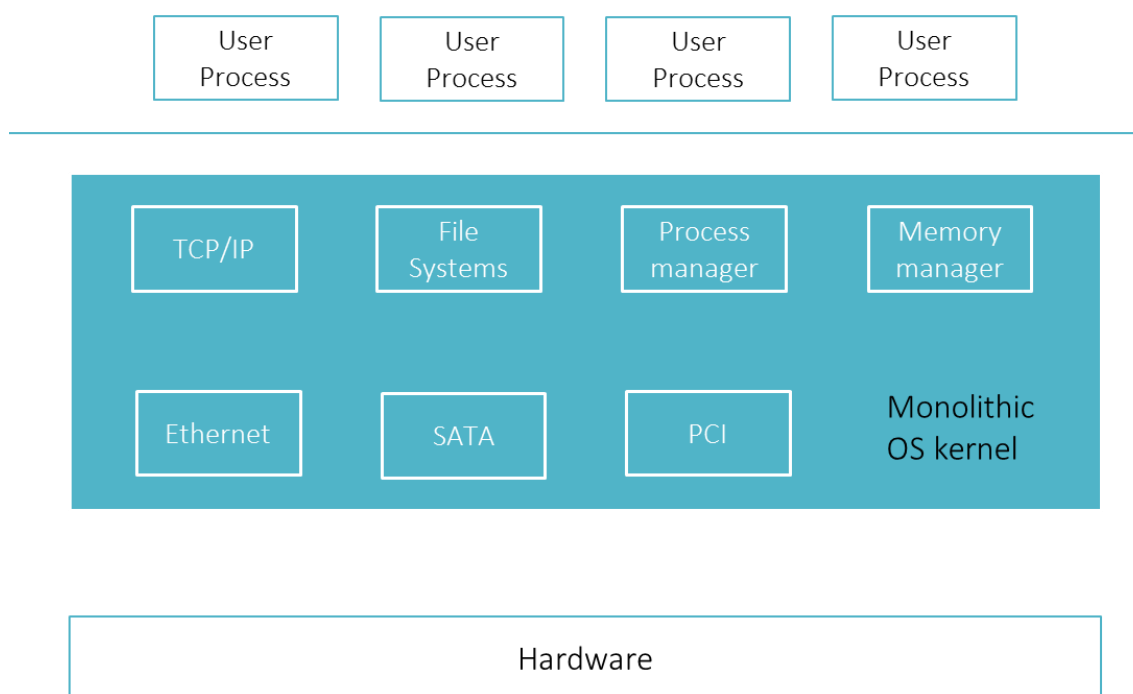 User
Process
User
Process
User
Process
User
Process
TCP/IP
File
Systems
Process
manager
Memory
manager
Ethernet
SATA
PCI
Monolithic
OS kernel
Hardware